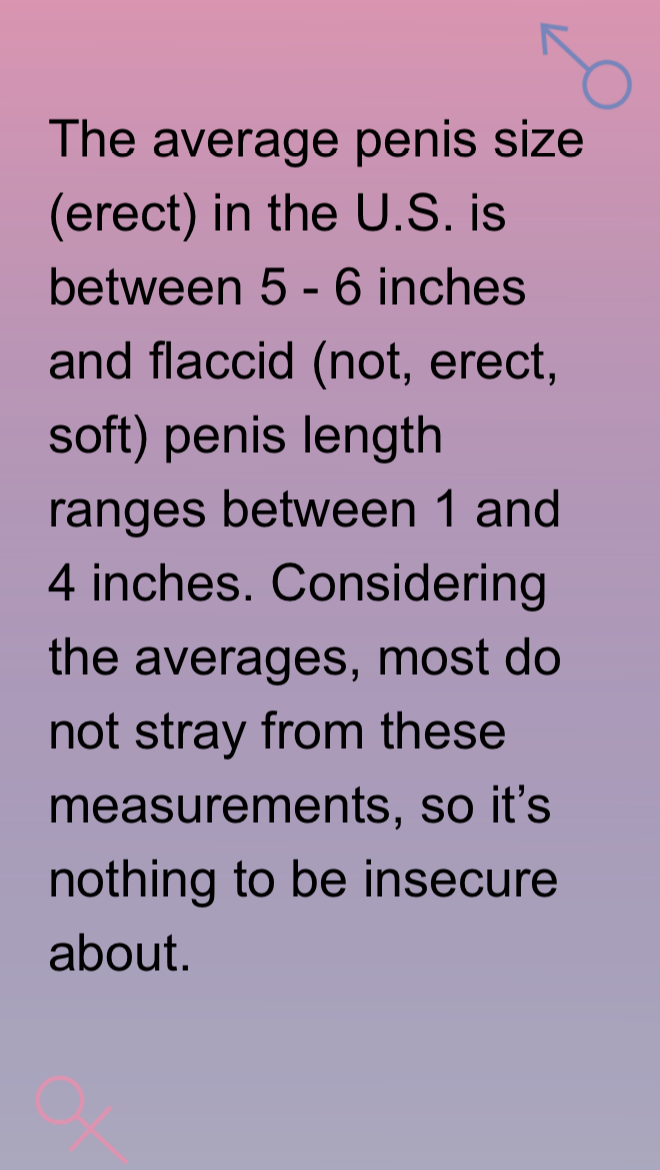 The average penis size
(erect) in the U.S. is
between 5 - 6 inches
and flaccid (not, erect,
soft) penis length
ranges between 1 and
4 inches. Considering
the averages, most do
not stray from these
measurements, so it’s
nothing to be insecure
about.